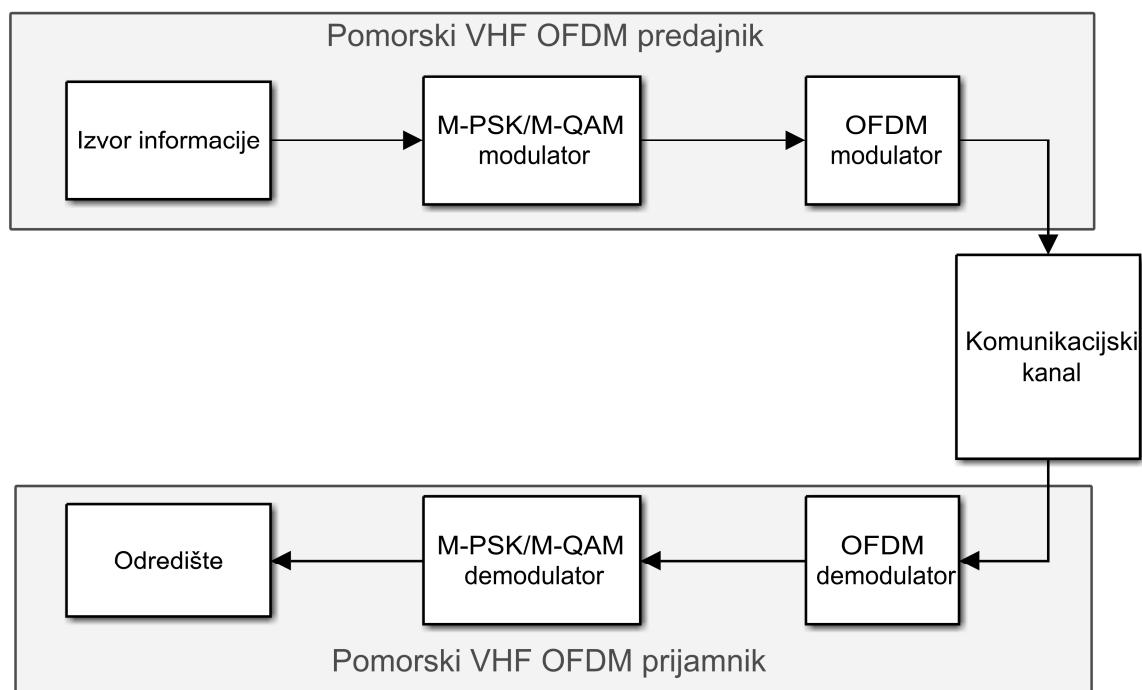 Pomorski VHF OFDM predajnik
Izvor informacije
M-PSK/M-QAM
modulator
OFDM
modulator
Komunikacijski
kanal
OFDM
demodulator
M-PSK/M-QAM
demodulator
Odredište
Pomorski VHF OFDM prijamnik